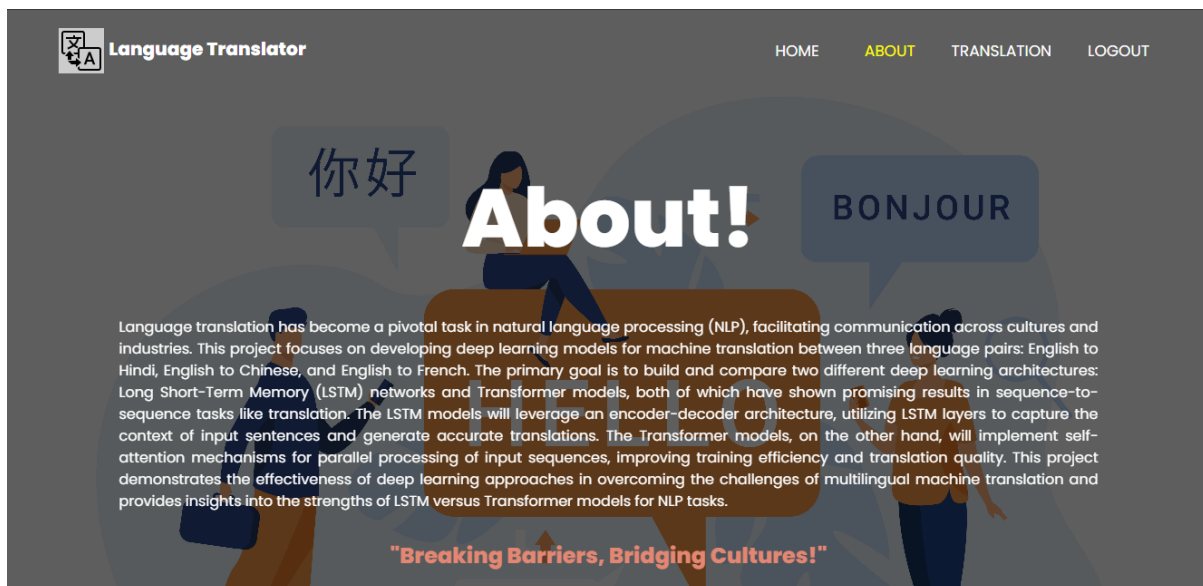 Language Translator
HOME ABOUT TRANSLATION LOGOUT
你好
BONJOUR
About!
HELLO
Language translation has become a pivotal task in natural language processing (NLP), facilitating communication across cultures and
industries. This project focuses on developing deep learning models for machine translation between three language pairs: English to
Hindi, English to Chinese, and English to French. The primary goal is to build and compare two different deep learning architectures:
Long Short-Term Memory (LSTM) networks and Transformer models, both of which have shown promising results in sequence-to-
sequence tasks like translation. The LSTM models will leverage an encoder-decoder architecture, utilizing LSTM layers to capture the
context of input sentences and generate accurate translations. The Transformer models, on the other hand, will implement self-
attention mechanisms for parallel processing of input sequences, improving training efficiency and translation quality. This project
demonstrates the effectiveness of deep learning approaches in overcoming the challenges of multilingual machine translation and
provides insights into the strengths of LSTM versus Transformer models for NLP tasks.
"Breaking Barriers, Bridging Cultures!"